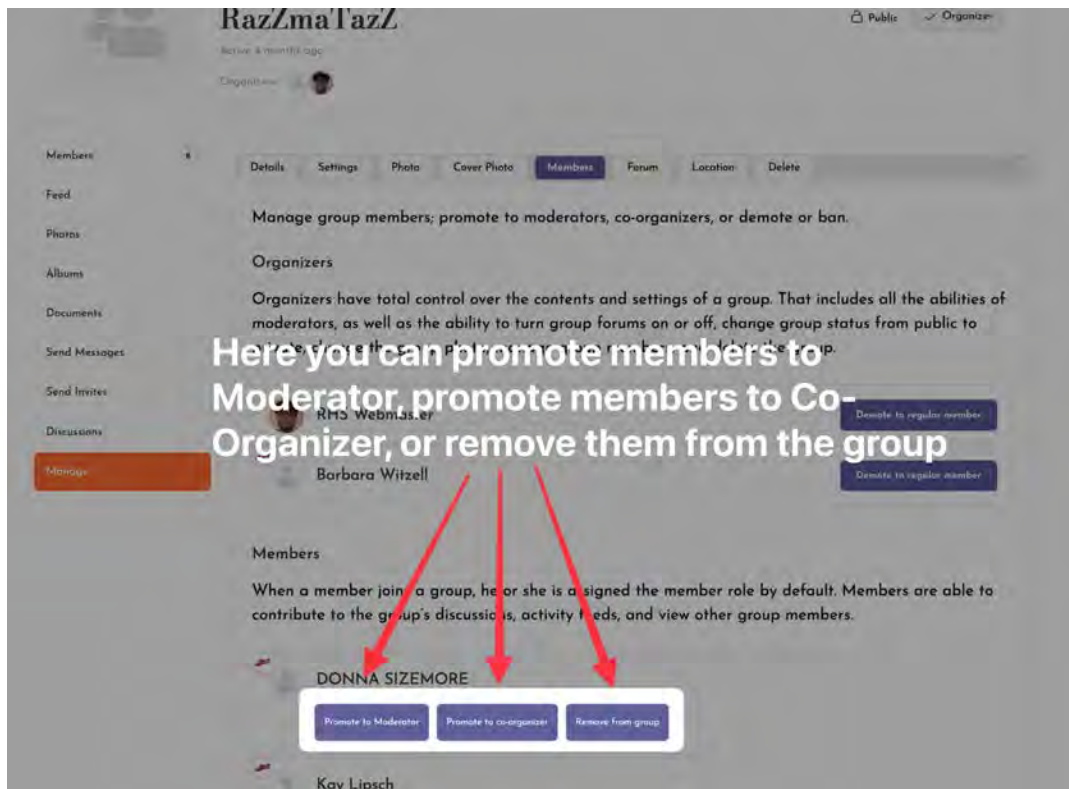 RazZmaTazZ
Public
Organizer
Active 4 months ago
Organizers
Members
Feed
Photos
Albums
Documents
Send Messages
Send Invites
Discussions
Manage
Details Settings Photo Cover Photo Members Forum Location Delete
Manage group members; promote to moderators, co-organizers, or demote or ban.
Organizers
Organizers have total control over the contents and settings of a group. That includes all the abilities of
moderators, as well as the ability to turn group forums on or off, change group status from public to
Here you can promote members to
Moderator, promote members to Co-
Organizer, or remove them from the group
RHS Webmaster
Demote to regular member
Barbara Witzell
Demote to regular member
Members
When a member joins a group, he or she is assigned the member role by default. Members are able to
contribute to the group's discussions, activity feeds, and view other group members.
DONNA SIZEMORE
Promote to Moderator Promote to co-organizer Remove from group
Kay Lipsch